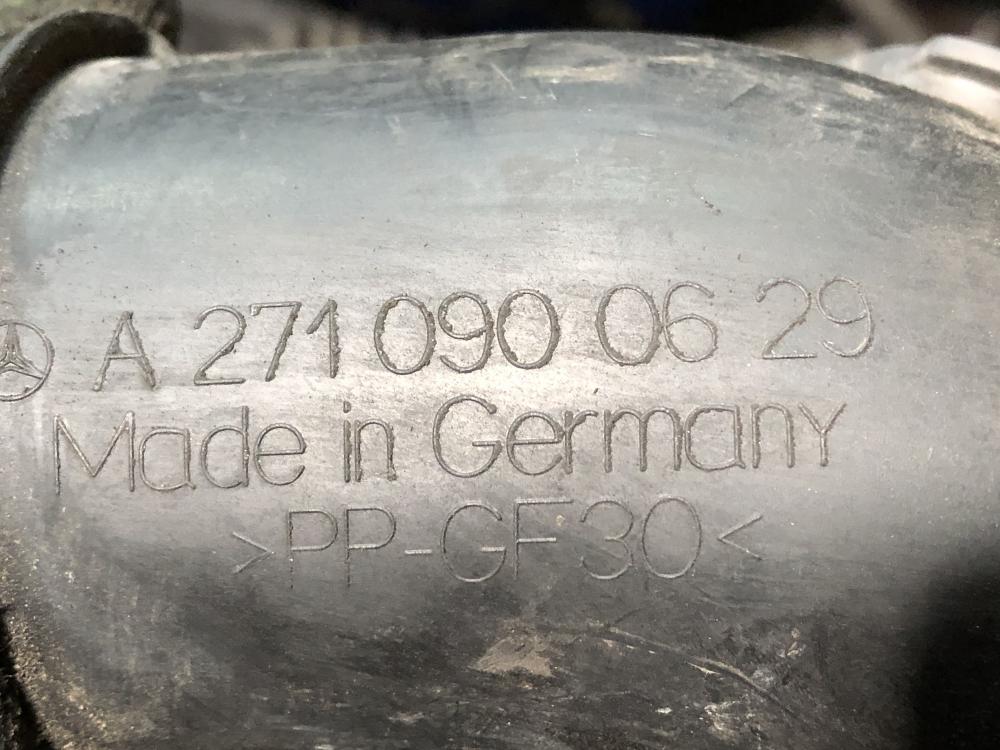 A 271 090 06 29
Made in Germany
>PP-GF30<